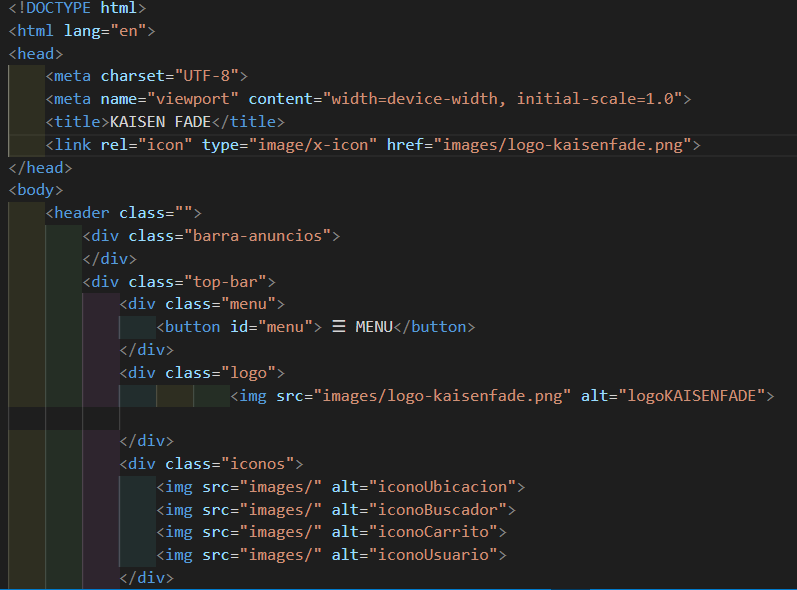 <!DOCTYPE html>
<html lang="en">
<head>
    <meta charset="UTF-8">
    <meta name="viewport" content="width=device-width, initial-scale=1.0">
    <title>KAISEN FADE</title>
    <link rel="icon" type="image/x-icon" href="images/logo-kaisenfade.png">
</head>
<body>
    <header class="">
        <div class="barra-anuncios">
        </div>
        <div class="top-bar">
            <div class="menu">
                <button id="menu"> ☰ MENU</button>
            </div>
            <div class="logo">
                        <img src="images/logo-kaisenfade.png" alt="logoKAISENFADE">
            </div>
            <div class="iconos">
                <img src="images/" alt="iconoUbicacion">
                <img src="images/" alt="iconoBuscador">
                <img src="images/" alt="iconoCarrito">
                <img src="images/" alt="iconoUsuario">
            </div>